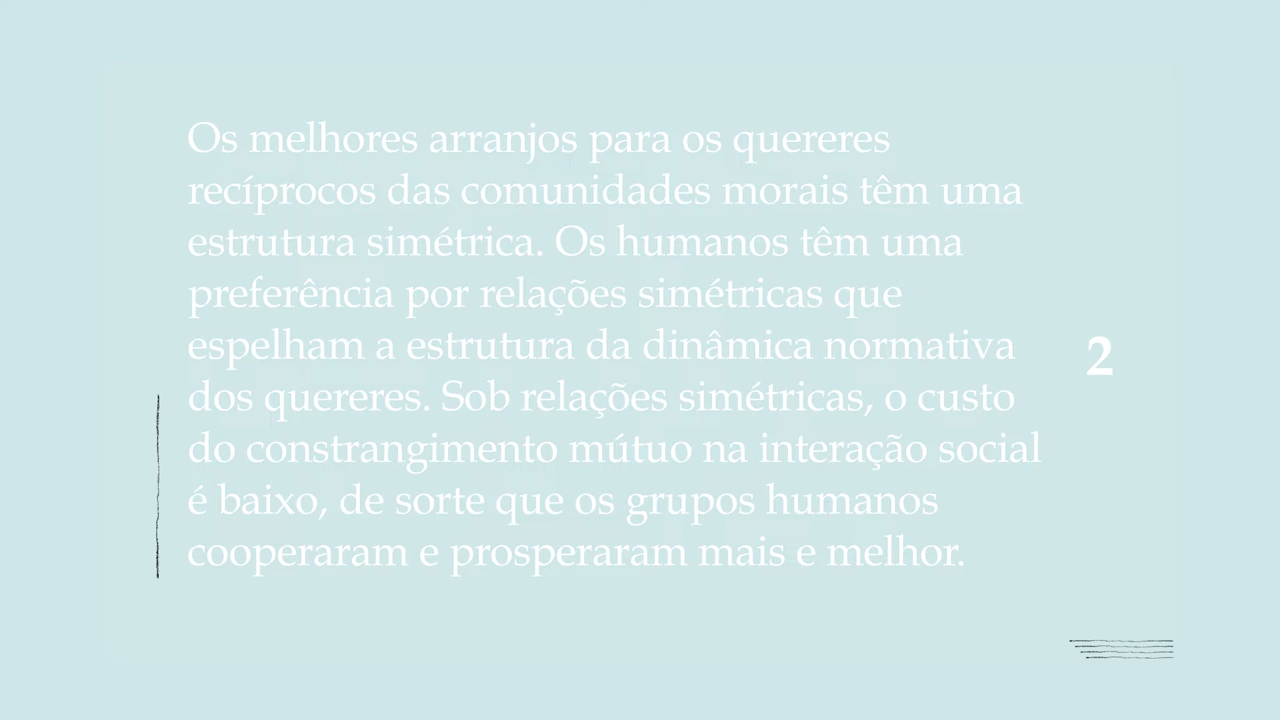 Os melhores arranjos para os quereres
recíprocos das comunidades morais têm uma
estrutura simétrica. Os humanos têm uma
preferência por relações simétricas que
espelham a estrutura da dinâmica normativa
dos quereres. Sob relações simétricas, o custo
do constrangimento mútuo na interação social
é baixo, de sorte que os grupos humanos
cooperaram e prosperaram mais e melhor.
2